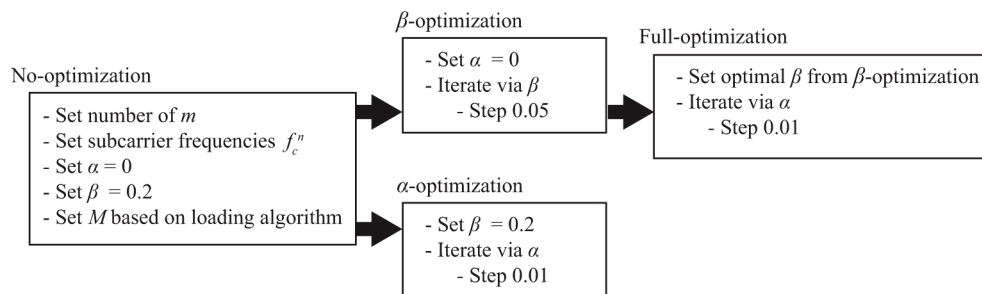 No-optimization
- Set number of m
- Set subcarrier frequencies f_c^n
- Set α = 0
- Set β = 0.2
- Set M based on loading algorithm
β-optimization
- Set α = 0
- Iterate via β
- Step 0.05
Full-optimization
- Set optimal β from β-optimization
- Iterate via α
- Step 0.01
α-optimization
- Set β = 0.2
- Iterate via α
- Step 0.01